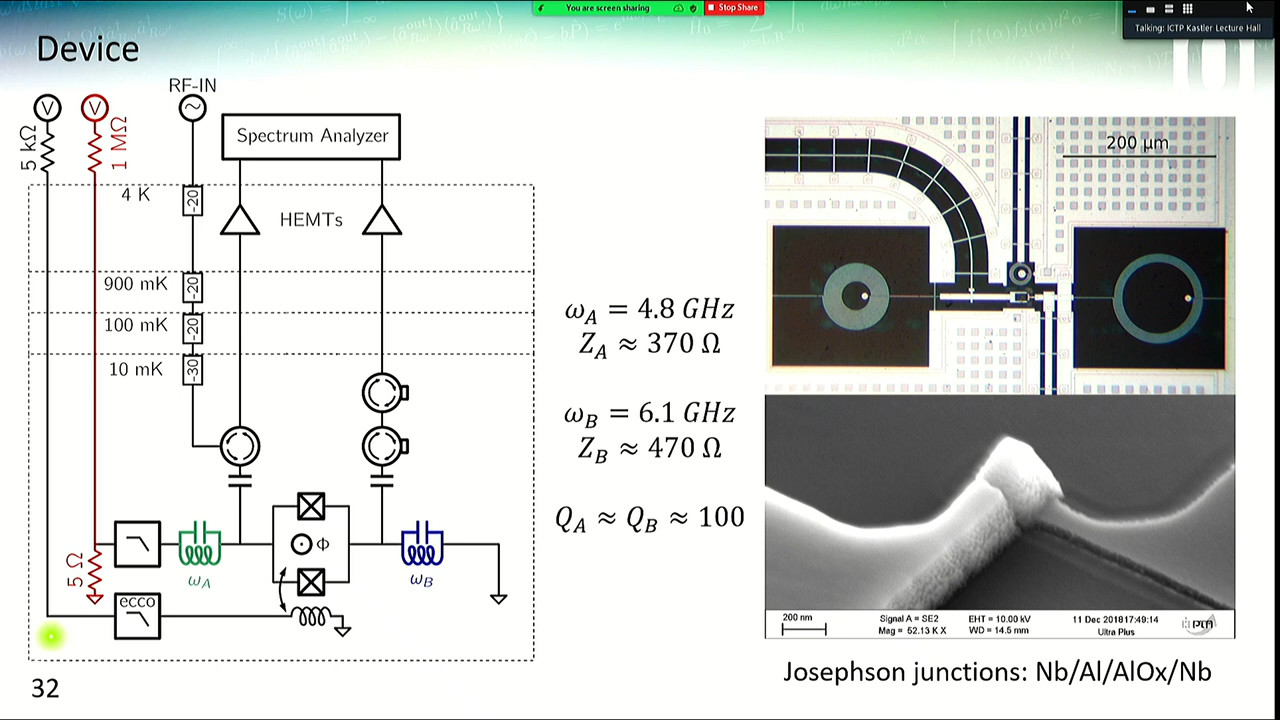 You are screen sharing
Stop Share
Talking: ICTP Kastler Lecture Hall
Device
RF-IN
V
V
5 kΩ
1 MΩ
Spectrum Analyzer
4 K
-20
HEMTs
900 mK
-20
100 mK
-20
10 mK
-30
ω_A = 4.8 GHz
Z_A ≈ 370 Ω
ω_B = 6.1 GHz
Z_B ≈ 470 Ω
Q_A ≈ Q_B ≈ 100
Φ
5 Ω
ω_A
ω_B
ecco
200 µm
200 nm
Signal A = SE2
EHT = 10.00 kV
11 Dec 2018 17:49:14
Mag = 52.13 K X
WD = 14.5 mm
Ultra Plus
Josephson junctions: Nb/Al/AlOx/Nb
32